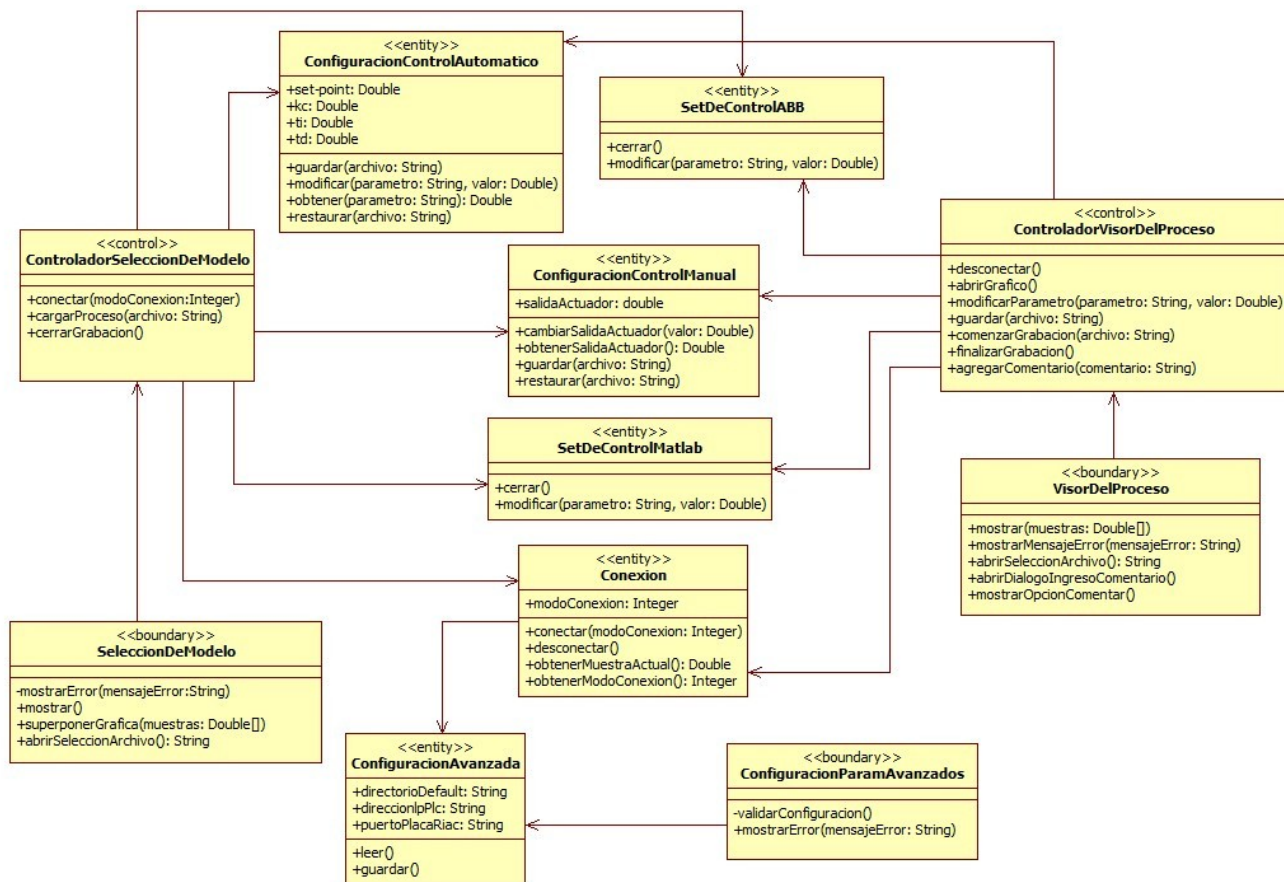 <<entity>>
ConfiguracionControlAutomatico
+set-point: Double
+kc: Double
+ti: Double
+td: Double
+guardar(archivo: String)
+modificar(parametro: String, valor: Double)
+obtener(parametro: String): Double
+restaurar(archivo: String)
<<entity>>
SetDeControlABB
+cerrar()
+modificar(parametro: String, valor: Double)
<<control>>
ControladorSeleccionDeModelo
+conectar(modoConexion:Integer)
+cargarProceso(archivo: String)
+cerrarGrabacion()
<<entity>>
ConfiguracionControlManual
+salidaActuador: double
+cambiarSalidaActuador(valor: Double)
+obtenerSalidaActuador(): Double
+guardar(archivo: String)
+restaurar(archivo: String)
<<control>>
ControladorVisorDelProceso
+desconectar()
+abrirGrafico()
+modificarParametro(parametro: String, valor: Double)
+guardar(archivo: String)
+comenzarGrabacion(archivo: String)
+finalizarGrabacion()
+agregarComentario(comentario: String)
<<entity>>
SetDeControlMatlab
+cerrar()
+modificar(parametro: String, valor: Double)
<<boundary>>
VisorDelProceso
+mostrar(muestras: Double[])
+mostrarMensajeError(mensajeError: String)
+abrirSeleccionArchivo(): String
+abrirDialogoIngresoComentario()
+mostrarOpcionComentar()
<<entity>>
Conexion
+modoConexion: Integer
+conectar(modoConexion: Integer)
+desconectar()
+obtenerMuestraActual(): Double
+obtenerModoConexion(): Integer
<<boundary>>
SeleccionDeModelo
-mostrarError(mensajeError:String)
+mostrar()
+superponerGrafica(muestras: Double[])
+abrirSeleccionArchivo(): String
<<entity>>
ConfiguracionAvanzada
+directorioDefault: String
+direccionIpPlc: String
+puertoPlacaRiac: String
+leer()
+guardar()
<<boundary>>
ConfiguracionParamAvanzados
-validarConfiguracion()
+mostrarError(mensajeError: String)